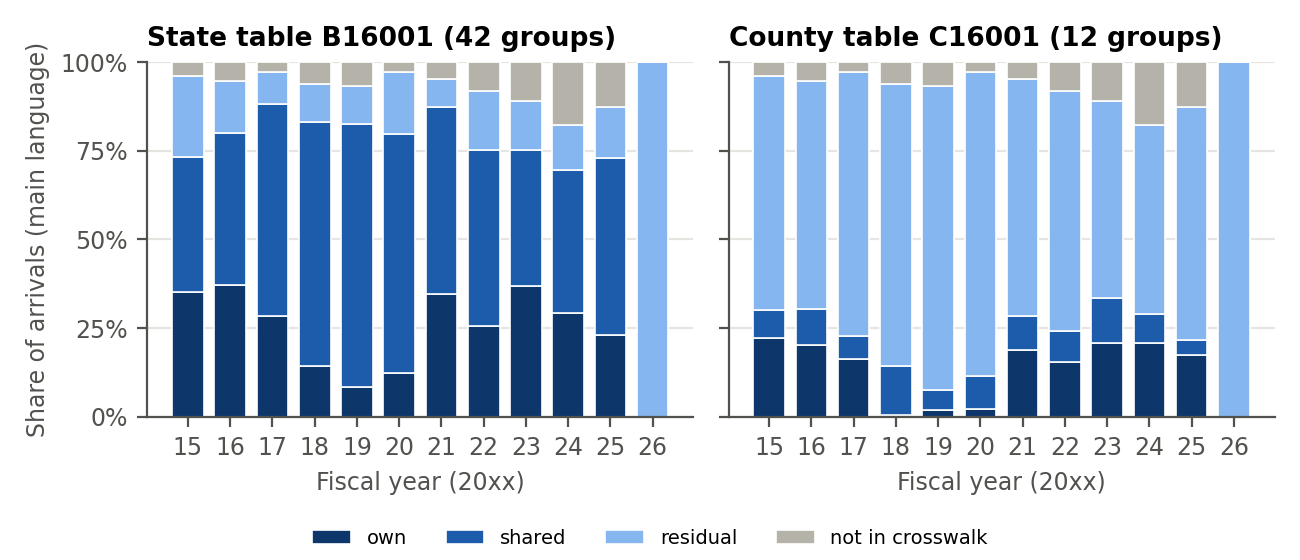 State table B16001 (42 groups)
County table C16001 (12 groups)
Share of arrivals (main language)
100%
75%
50%
25%
0%
15 16 17 18 19 20 21 22 23 24 25 26
15 16 17 18 19 20 21 22 23 24 25 26
Fiscal year (20xx)
Fiscal year (20xx)
own shared residual not in crosswalk